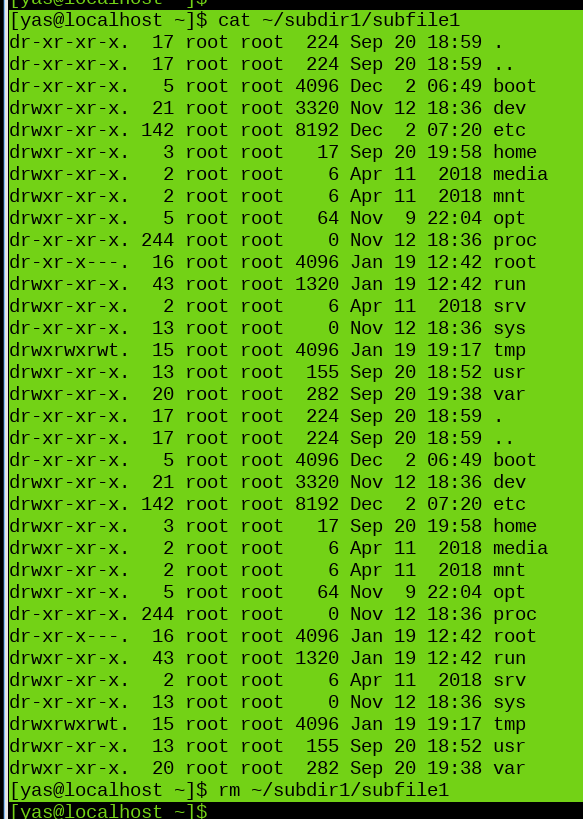 [yas@localhost ~]$
[yas@localhost ~]$ cat ~/subdir1/subfile1
dr-xr-xr-x.  17 root root  224 Sep 20 18:59 .
dr-xr-xr-x.  17 root root  224 Sep 20 18:59 ..
dr-xr-xr-x.   5 root root 4096 Dec  2 06:49 boot
drwxr-xr-x.  21 root root 3320 Nov 12 18:36 dev
drwxr-xr-x. 142 root root 8192 Dec  2 07:20 etc
drwxr-xr-x.   3 root root   17 Sep 20 19:58 home
drwxr-xr-x.   2 root root    6 Apr 11  2018 media
drwxr-xr-x.   2 root root    6 Apr 11  2018 mnt
drwxr-xr-x.   5 root root   64 Nov  9 22:04 opt
dr-xr-xr-x. 244 root root    0 Nov 12 18:36 proc
dr-xr-x---.  16 root root 4096 Jan 19 12:42 root
drwxr-xr-x.  43 root root 1320 Jan 19 12:42 run
drwxr-xr-x.   2 root root    6 Apr 11  2018 srv
dr-xr-xr-x.  13 root root    0 Nov 12 18:36 sys
drwxrwxrwt.  15 root root 4096 Jan 19 19:17 tmp
drwxr-xr-x.  13 root root  155 Sep 20 18:52 usr
drwxr-xr-x.  20 root root  282 Sep 20 19:38 var
dr-xr-xr-x.  17 root root  224 Sep 20 18:59 .
dr-xr-xr-x.  17 root root  224 Sep 20 18:59 ..
dr-xr-xr-x.   5 root root 4096 Dec  2 06:49 boot
drwxr-xr-x.  21 root root 3320 Nov 12 18:36 dev
drwxr-xr-x. 142 root root 8192 Dec  2 07:20 etc
drwxr-xr-x.   3 root root   17 Sep 20 19:58 home
drwxr-xr-x.   2 root root    6 Apr 11  2018 media
drwxr-xr-x.   2 root root    6 Apr 11  2018 mnt
drwxr-xr-x.   5 root root   64 Nov  9 22:04 opt
dr-xr-xr-x. 244 root root    0 Nov 12 18:36 proc
dr-xr-x---.  16 root root 4096 Jan 19 12:42 root
drwxr-xr-x.  43 root root 1320 Jan 19 12:42 run
drwxr-xr-x.   2 root root    6 Apr 11  2018 srv
dr-xr-xr-x.  13 root root    0 Nov 12 18:36 sys
drwxrwxrwt.  15 root root 4096 Jan 19 19:17 tmp
drwxr-xr-x.  13 root root  155 Sep 20 18:52 usr
drwxr-xr-x.  20 root root  282 Sep 20 19:38 var
[yas@localhost ~]$ rm ~/subdir1/subfile1
[yas@localhost ~]$